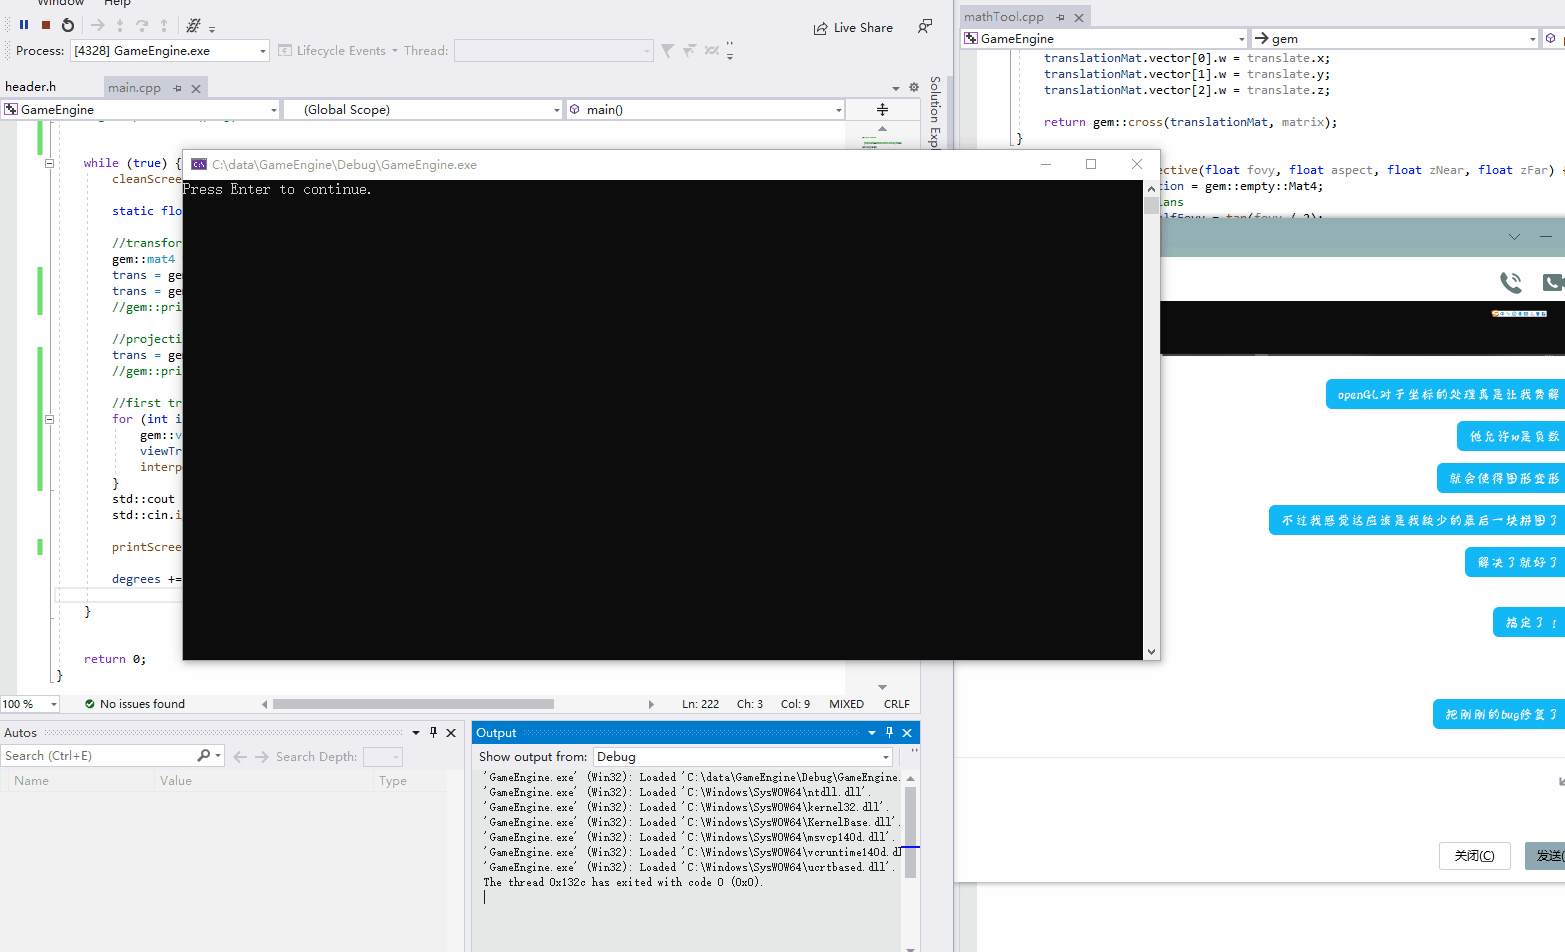 Window Help
Live Share
Process: [4328] GameEngine.exe Lifecycle Events Thread:
header.h main.cpp
GameEngine (Global Scope) main()
while (true) {
cleanScree
static flo
//transfor
gem::mat4
trans = gem
trans = gem
//gem::pri
//projecti
trans = gem
//gem::pri
//first tr
for (int i
gem::v
viewTr
interp
}
std::cout
std::cin.i
printScree
degrees +=
}
return 0;
}
C:\data\GameEngine\Debug\GameEngine.exe
Press Enter to continue.
Solution Expl
100 % No issues found Ln: 222 Ch: 3 Col: 9 MIXED CRLF
Autos
Search (Ctrl+E) Search Depth:
Name Value Type
Output
Show output from: Debug
'GameEngine.exe' (Win32): Loaded 'C:\data\GameEngine\Debug\GameEngine.
'GameEngine.exe' (Win32): Loaded 'C:\Windows\SysWOW64\ntdll.dll'.
'GameEngine.exe' (Win32): Loaded 'C:\Windows\SysWOW64\kernel32.dll'.
'GameEngine.exe' (Win32): Loaded 'C:\Windows\SysWOW64\KernelBase.dll'.
'GameEngine.exe' (Win32): Loaded 'C:\Windows\SysWOW64\msvcp140d.dll'.
'GameEngine.exe' (Win32): Loaded 'C:\Windows\SysWOW64\vcruntime140d.dl
'GameEngine.exe' (Win32): Loaded 'C:\Windows\SysWOW64\ucrtbased.dll'.
The thread 0x132c has exited with code 0 (0x0).
mathTool.cpp
GameEngine gem
translationMat.vector[0].w = translate.x;
translationMat.vector[1].w = translate.y;
translationMat.vector[2].w = translate.z;
return gem::cross(translationMat, matrix);
}
ective(float fovy, float aspect, float zNear, float zFar) {
tion = gem::empty::Mat4;
ians
alfFovy = tan(fovy / 2);
openGL对于坐标的处理真是让我费解
他允许w是负数
就会使得图形变形
不过我感觉这应该是我缺少的最后一块拼图了
解决了就好了
搞定了！
把刚刚的bug修复了
关闭(C) 发送(